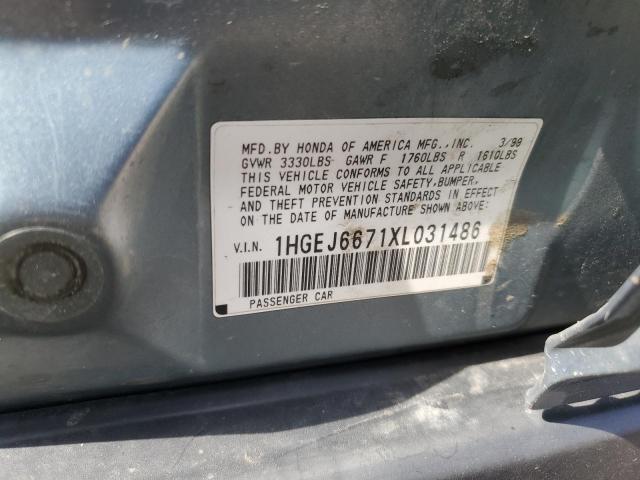 MFD.BY HONDA OF AMERICA MFG.,INC. 3/99
GVWR 3330LBS GAWR F 1760LBS R 1610LBS
THIS VEHICLE CONFORMS TO ALL APPLICABLE
FEDERAL MOTOR VEHICLE SAFETY,BUMPER,
AND THEFT PREVENTION STANDARDS IN EFFECT
ON THE DATE OF MANUFACTURE SHOWN ABOVE:
V.I.N. 1HGEJ6671XL031486
PASSENGER CAR